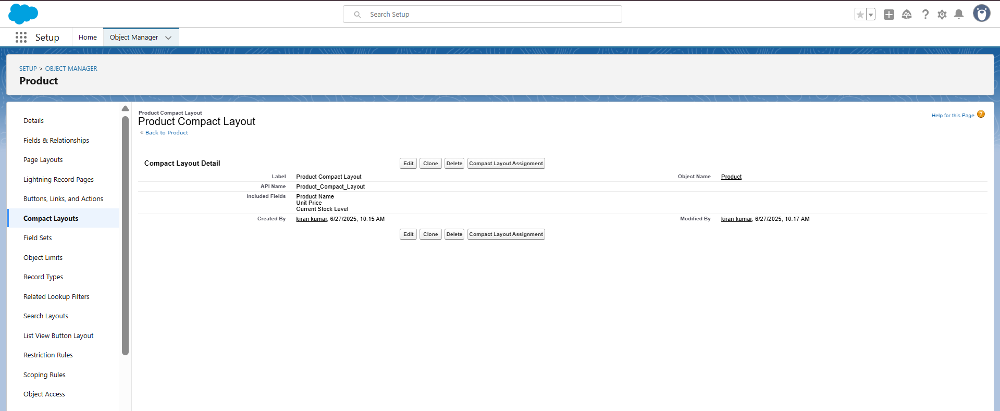 Search Setup
Setup
Home
Object Manager
SETUP > OBJECT MANAGER
Product
Details
Fields & Relationships
Page Layouts
Lightning Record Pages
Buttons, Links, and Actions
Compact Layouts
Field Sets
Object Limits
Record Types
Related Lookup Filters
Search Layouts
List View Button Layout
Restriction Rules
Scoping Rules
Object Access
Product Compact Layout
Product Compact Layout
« Back to Product
Help for this Page ?
Compact Layout Detail Edit Clone Delete Compact Layout Assignment
Label Product Compact Layout Object Name Product
API Name Product_Compact_Layout
Included Fields Product Name
Unit Price
Current Stock Level
Created By kiran kumar, 6/27/2025, 10:15 AM Modified By kiran kumar, 6/27/2025, 10:17 AM
Edit Clone Delete Compact Layout Assignment